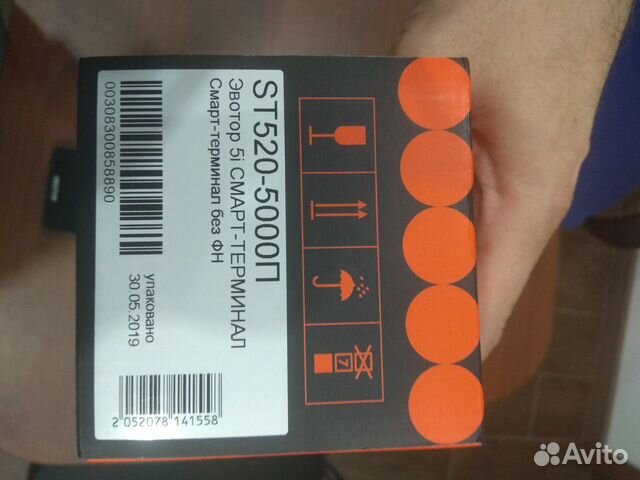 ST520-5000П
Эвотор 5i СМАРТ-ТЕРМИНАЛ
Смарт-терминал без ФН
00308300858890
упаковано
30.05.2019
2 052078 141558
7
Avito